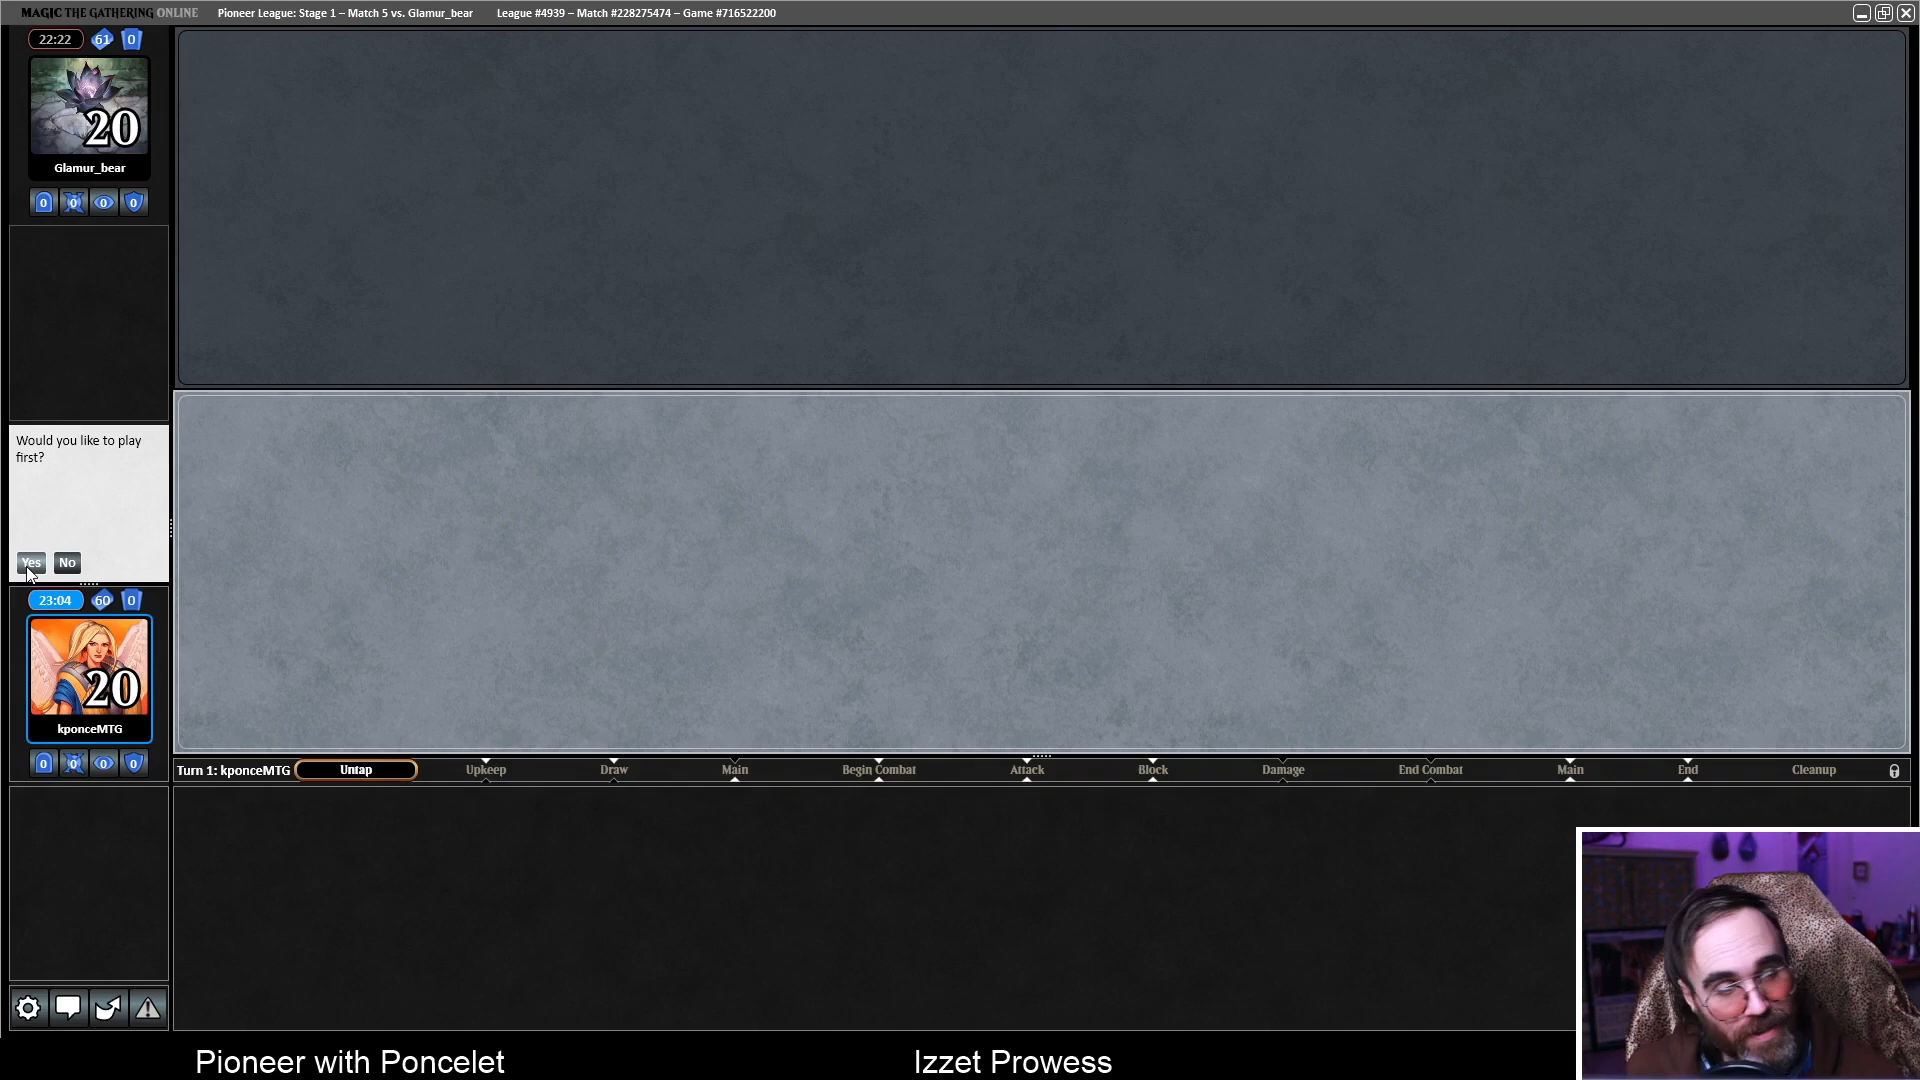 MAGIC THE GATHERING ONLINE
Pioneer League: Stage 1 – Match 5 vs. Glamur_bear
League #4939 – Match #228275474 – Game #716522200
22:22
61
0
20
Glamur_bear
0
0
0
0
Would you like to play
first?
Yes
No
23:04
60
0
20
kponceMTG
0
0
0
0
Turn 1: kponceMTG
Untap
Upkeep
Draw
Main
Begin Combat
Attack
Block
Damage
End Combat
Main
End
Cleanup
Pioneer with Poncelet
Izzet Prowess